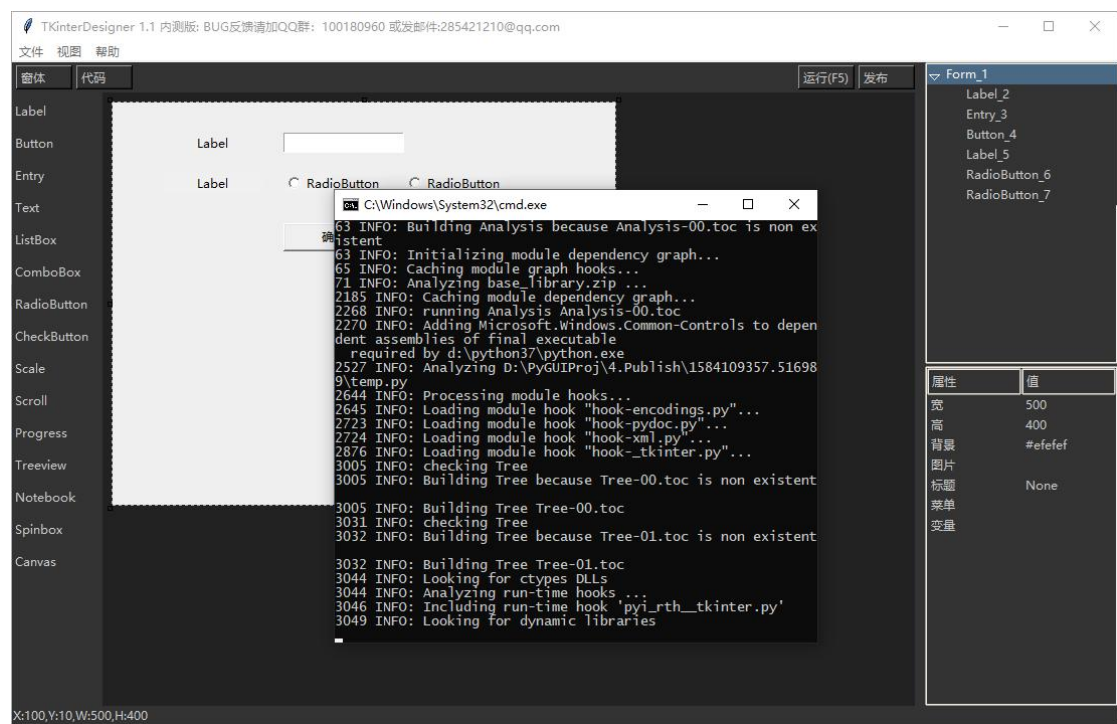 TKinterDesigner 1.1 内测版: BUG反馈请加QQ群：100180960 或发邮件:285421210@qq.com
文件 视图 帮助
窗体 代码 运行(F5) 发布
Label
Button
Entry
Text
ListBox
ComboBox
RadioButton
CheckButton
Scale
Scroll
Progress
Treeview
Notebook
Spinbox
Canvas
Label
Label RadioButton RadioButton
确
C:\Windows\System32\cmd.exe
63 INFO: Building Analysis because Analysis-00.toc is non ex
istent
63 INFO: Initializing module dependency graph...
65 INFO: Caching module graph hooks...
71 INFO: Analyzing base_library.zip ...
2185 INFO: Caching module dependency graph...
2268 INFO: running Analysis Analysis-00.toc
2270 INFO: Adding Microsoft.Windows.Common-Controls to depen
dent assemblies of final executable
required by d:\python37\python.exe
2527 INFO: Analyzing D:\PyGUIProj\4.Publish\1584109357.51698
9\temp.py
2644 INFO: Processing module hooks...
2645 INFO: Loading module hook "hook-encodings.py"...
2723 INFO: Loading module hook "hook-pydoc.py"...
2724 INFO: Loading module hook "hook-xml.py"...
2876 INFO: Loading module hook "hook-_tkinter.py"...
3005 INFO: checking Tree
3005 INFO: Building Tree because Tree-00.toc is non existent
3005 INFO: Building Tree Tree-00.toc
3031 INFO: checking Tree
3032 INFO: Building Tree because Tree-01.toc is non existent
3032 INFO: Building Tree Tree-01.toc
3044 INFO: Looking for ctypes DLLs
3044 INFO: Analyzing run-time hooks ...
3046 INFO: Including run-time hook 'pyi_rth__tkinter.py'
3049 INFO: Looking for dynamic libraries
Form_1
Label_2
Entry_3
Button_4
Label_5
RadioButton_6
RadioButton_7
属性 值
宽 500
高 400
背景 #efefef
图片
标题 None
菜单
变量
X:100,Y:10,W:500,H:400